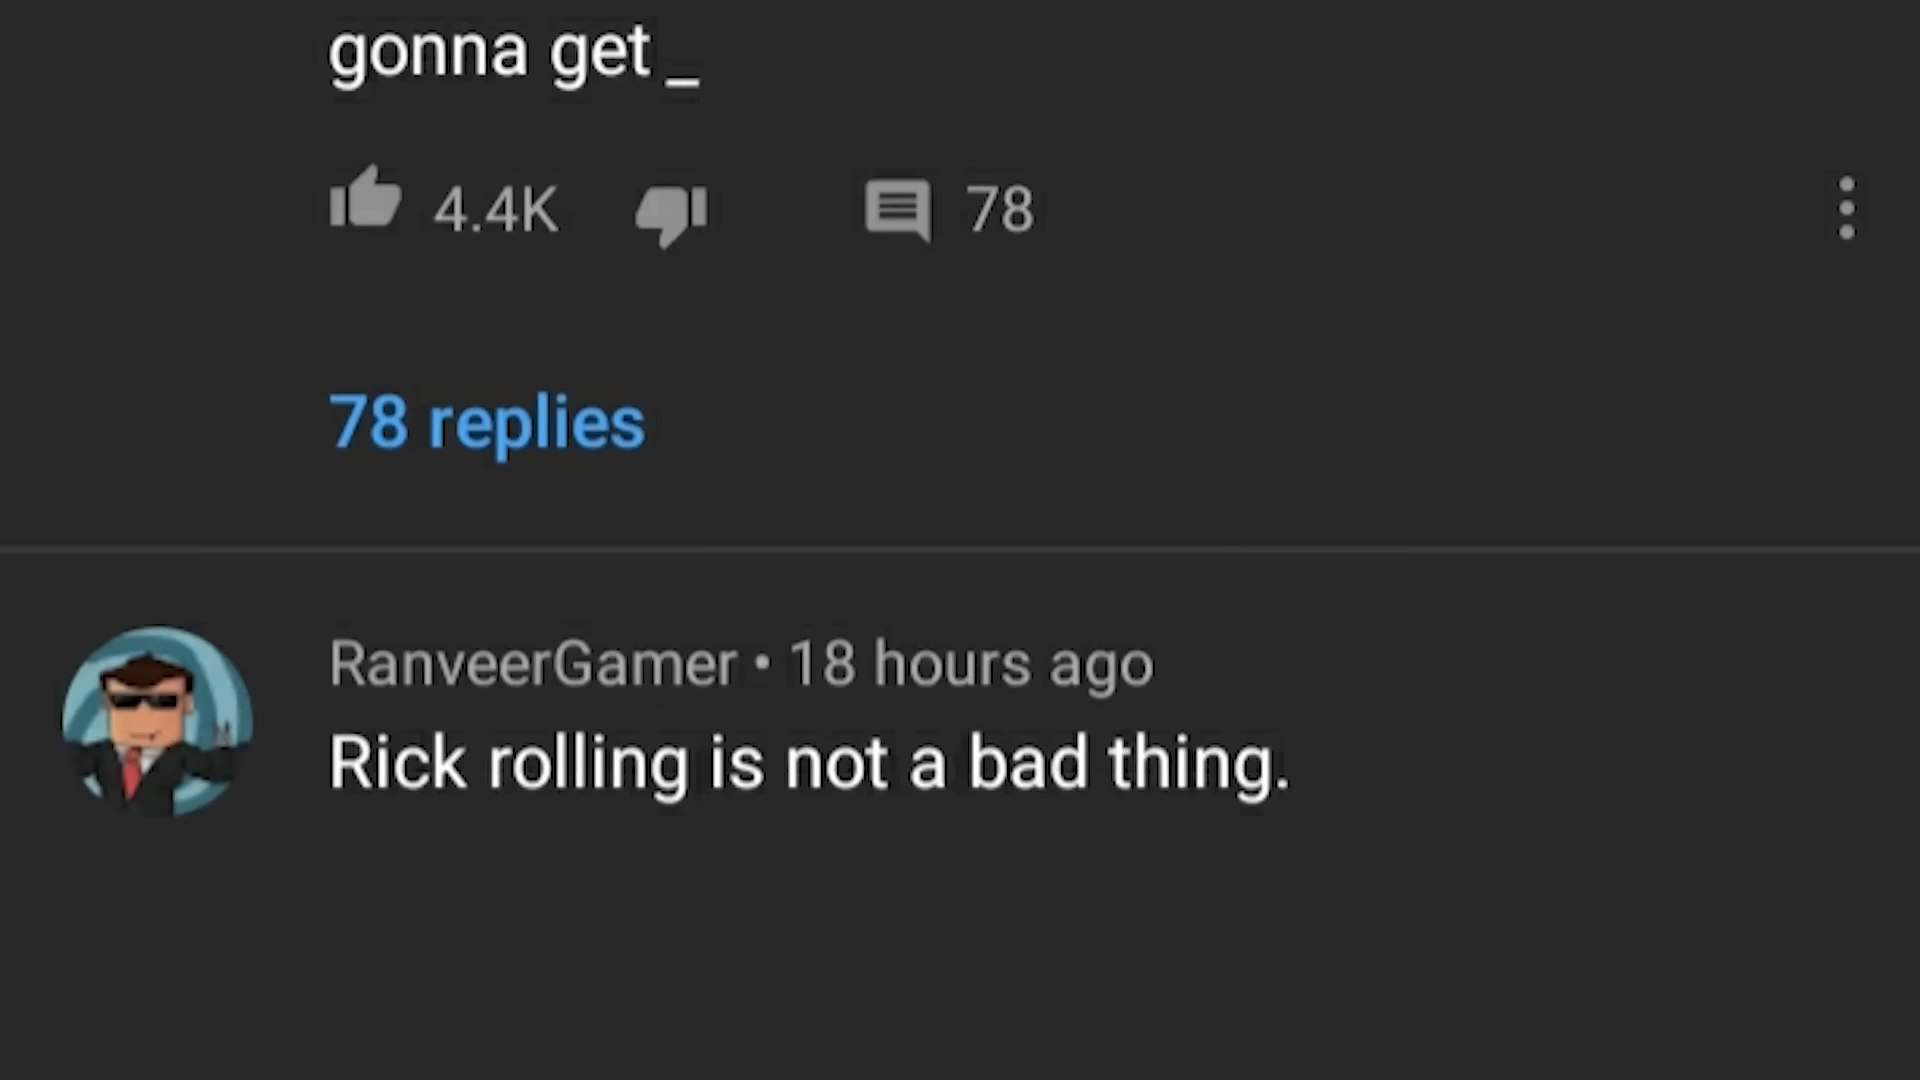 gonna get _
4.4K 78
78 replies
RanveerGamer • 18 hours ago
Rick rolling is not a bad thing.